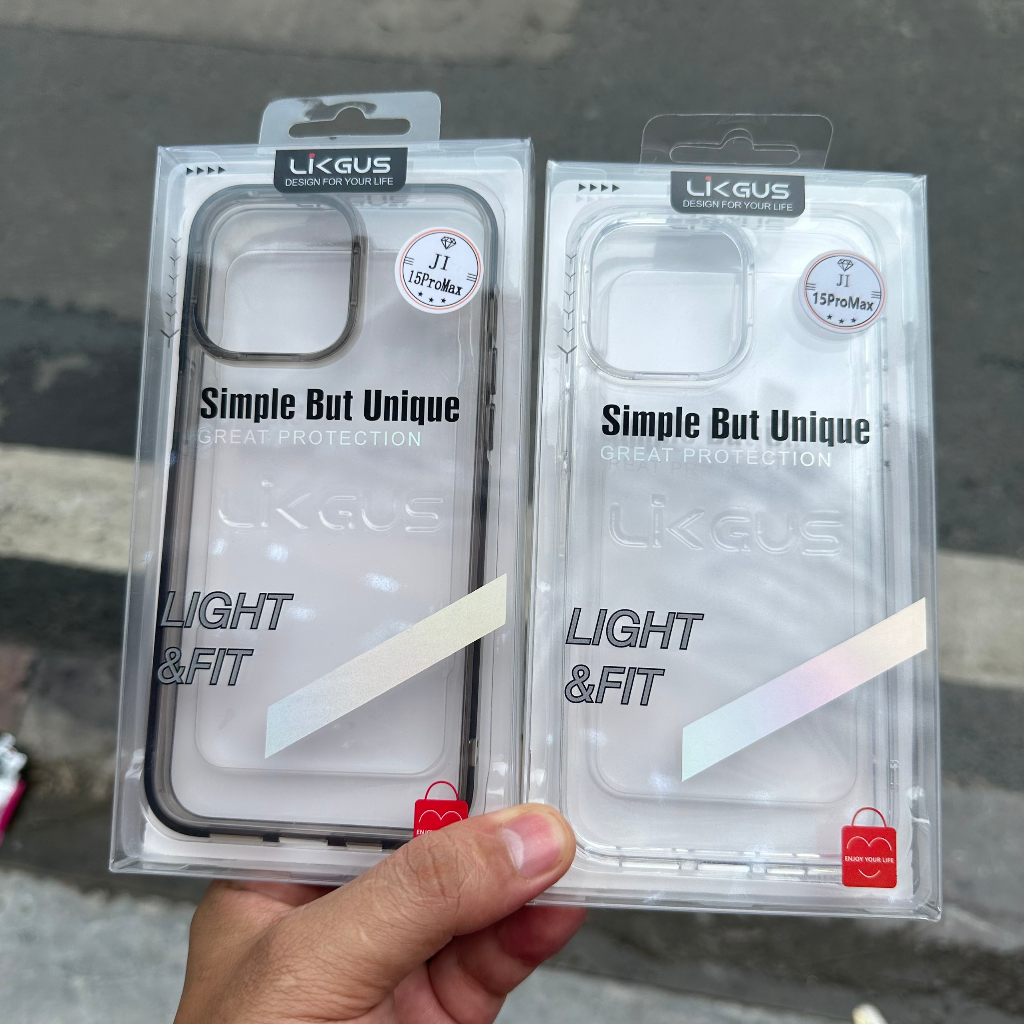 LIKGUS
DESIGN FOR YOUR LIFE
JI
15ProMax
Simple But Unique
GREAT PROTECTION
LIKGUS
LIGHT
&FIT
ENJOY
LIKGUS
DESIGN FOR YOUR LIFE
JI
15ProMax
Simple But Unique
GREAT PROTECTION
LIKGUS
LIGHT
&FIT
ENJOY YOUR LIFE